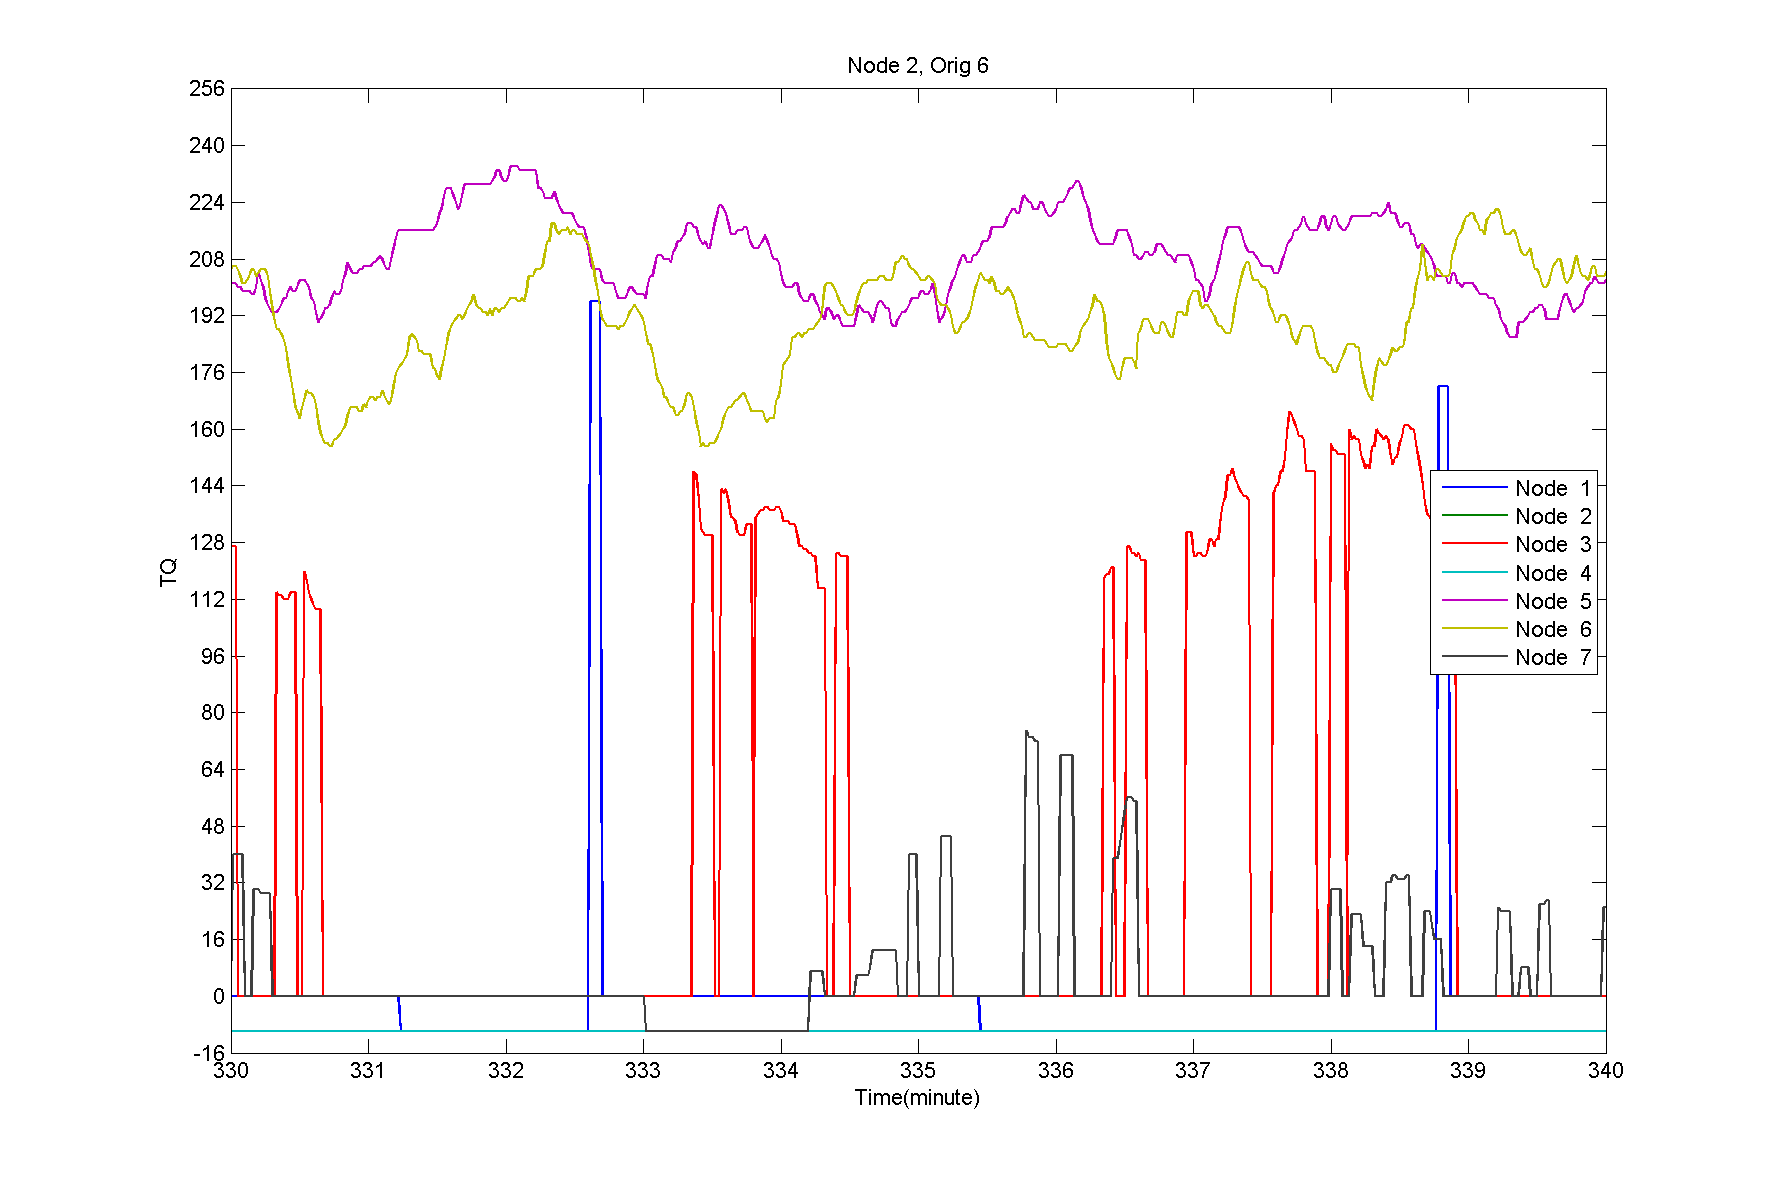 Node 2, Orig 6
256
240
224
208
192
176
160
144
128
112
96
80
64
48
32
16
0
-16
TQ
Node 1
Node 2
Node 3
Node 4
Node 5
Node 6
Node 7
330 331 332 333 334 335 336 337 338 339 340
Time(minute)